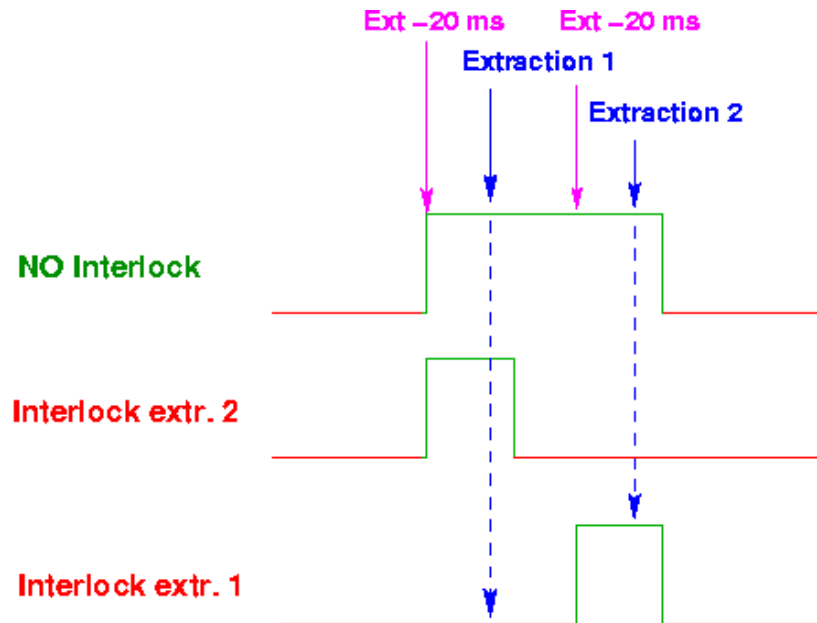 Ext −20 ms
Ext −20 ms
Extraction 1
Extraction 2
NO Interlock
Interlock extr. 2
Interlock extr. 1